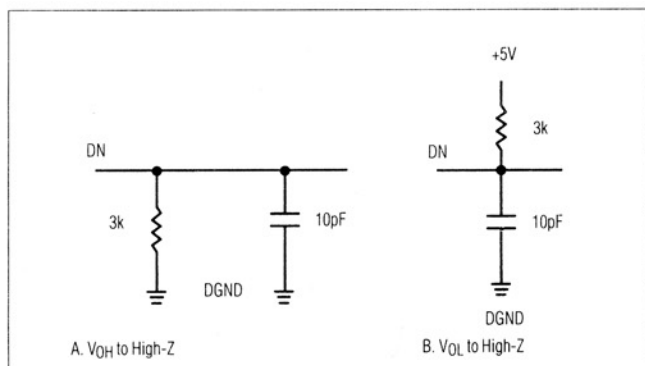 +5V
3k
DN
DN
3k
10pF
10pF
DGND
DGND
A. VOH to High-Z
B. VOL to High-Z